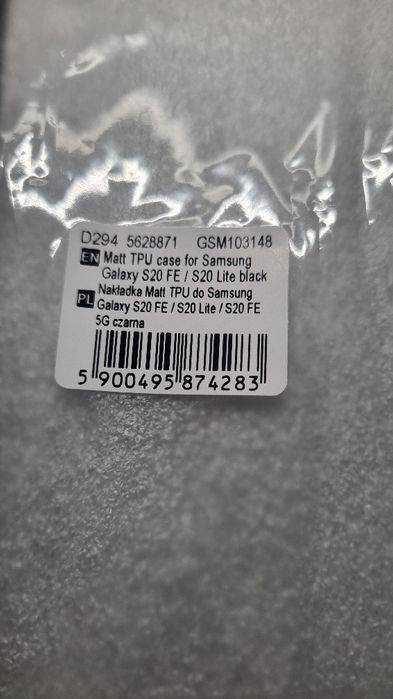 D294 5628871 GSM103148
EN Matt TPU case for Samsung
Galaxy S20 FE / S20 Lite black
PL Nakładka Matt TPU do Samsung
Galaxy S20 FE / S20 Lite / S20 FE
5G czarna
5 900495 874283